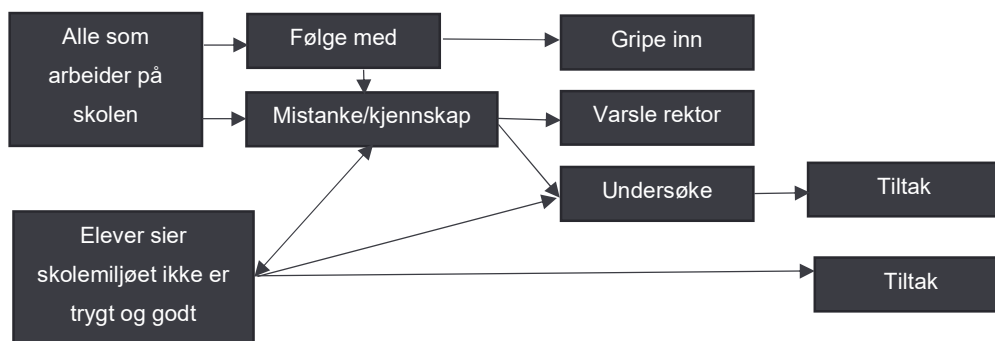 Alle som
arbeider på
skolen
Følge med
Gripe inn
Mistanke/kjennskap
Varsle rektor
Undersøke
Tiltak
Elever sier
skolemiljøet ikke er
trygt og godt
Tiltak